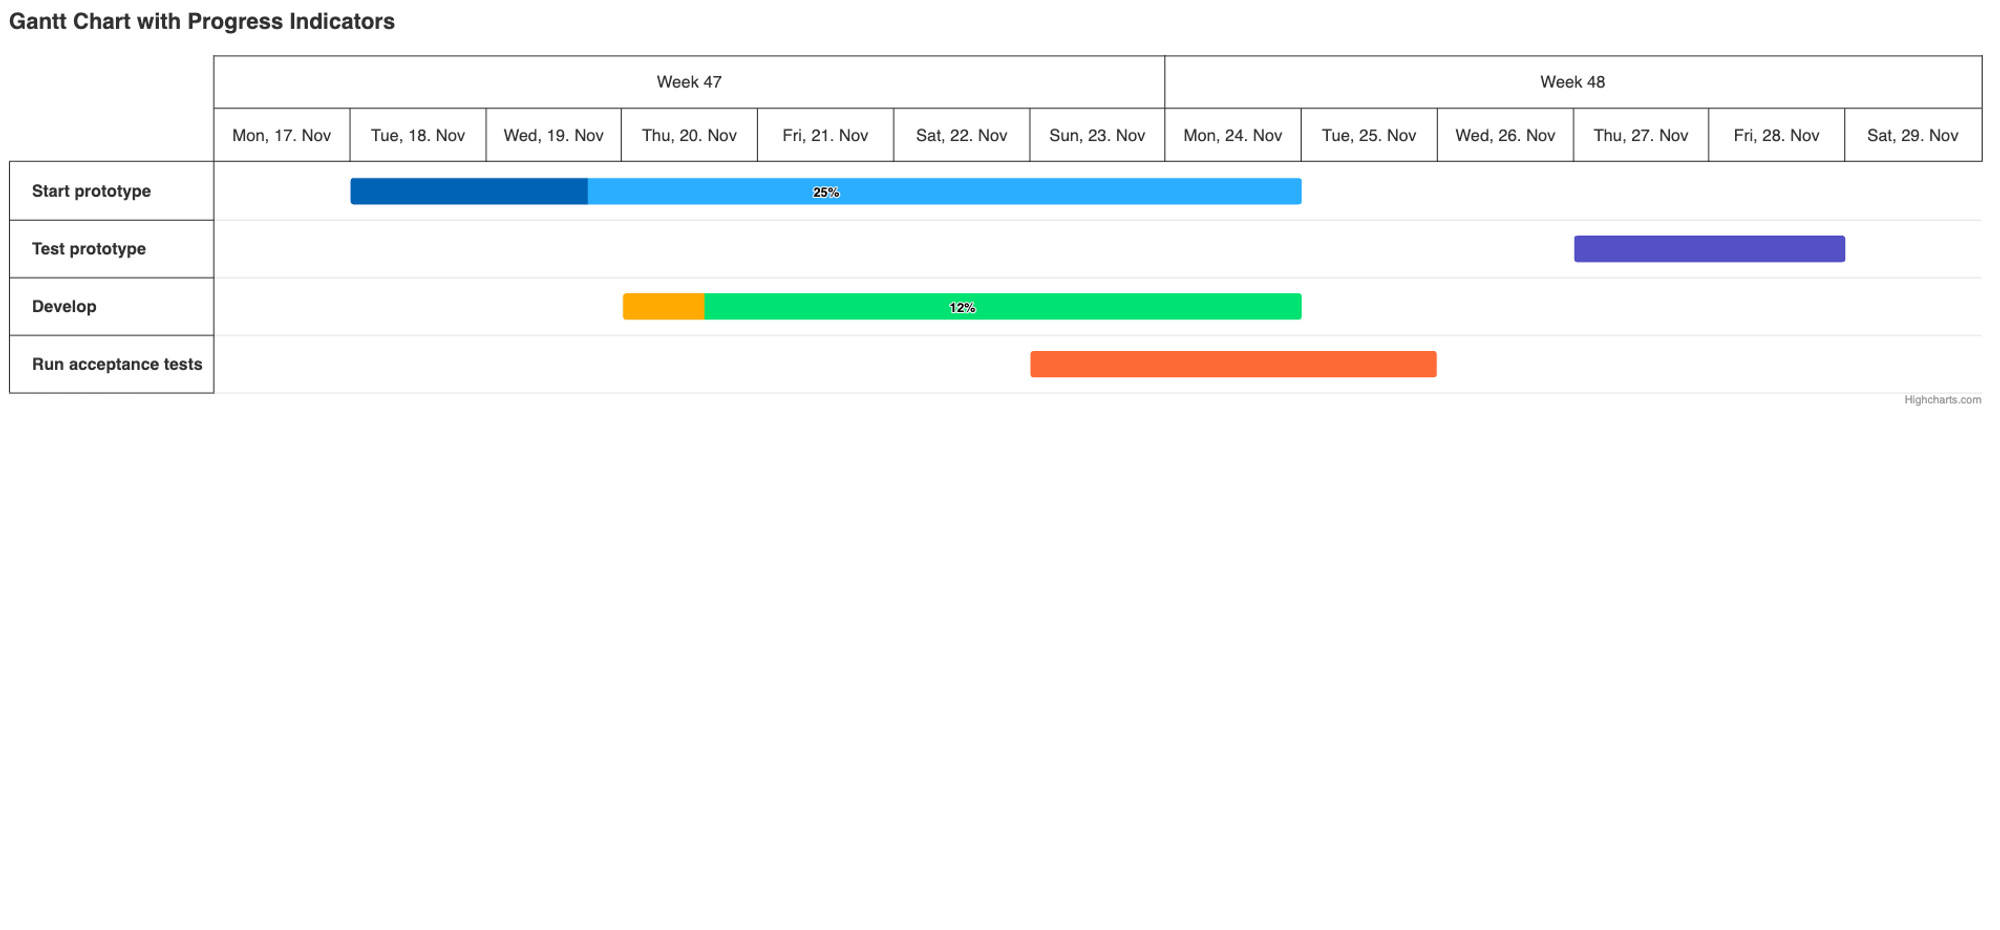 Gantt Chart with Progress Indicators
Week 47 Week 48
Mon, 17. Nov Tue, 18. Nov Wed, 19. Nov Thu, 20. Nov Fri, 21. Nov Sat, 22. Nov Sun, 23. Nov Mon, 24. Nov Tue, 25. Nov Wed, 26. Nov Thu, 27. Nov Fri, 28. Nov Sat, 29. Nov
Start prototype 25%
Test prototype
Develop 12%
Run acceptance tests
Highcharts.com